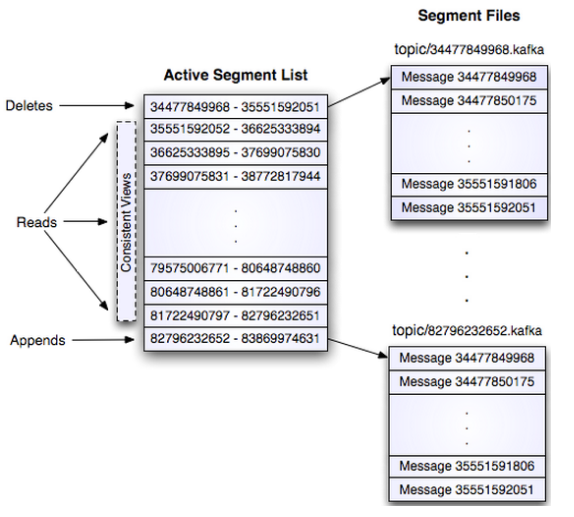 Segment Files
topic/34477849968.kafka
Active Segment List
Message 34477849968
Deletes
34477849968 - 35551592051
Message 34477850175
35551592052 - 36625333894
.
36625333895 - 37699075830
.
37699075831 - 38772817944
.
Message 35551591806
Reads
Consistent Views
.
.
.
Message 35551592051
79575006771 - 80648748860
.
80648748861 - 81722490796
.
81722490797 - 82796232651
.
topic/82796232652.kafka
Appends
82796232652 - 83869974631
Message 34477849968
Message 34477850175
.
.
.
Message 35551591806
Message 35551592051